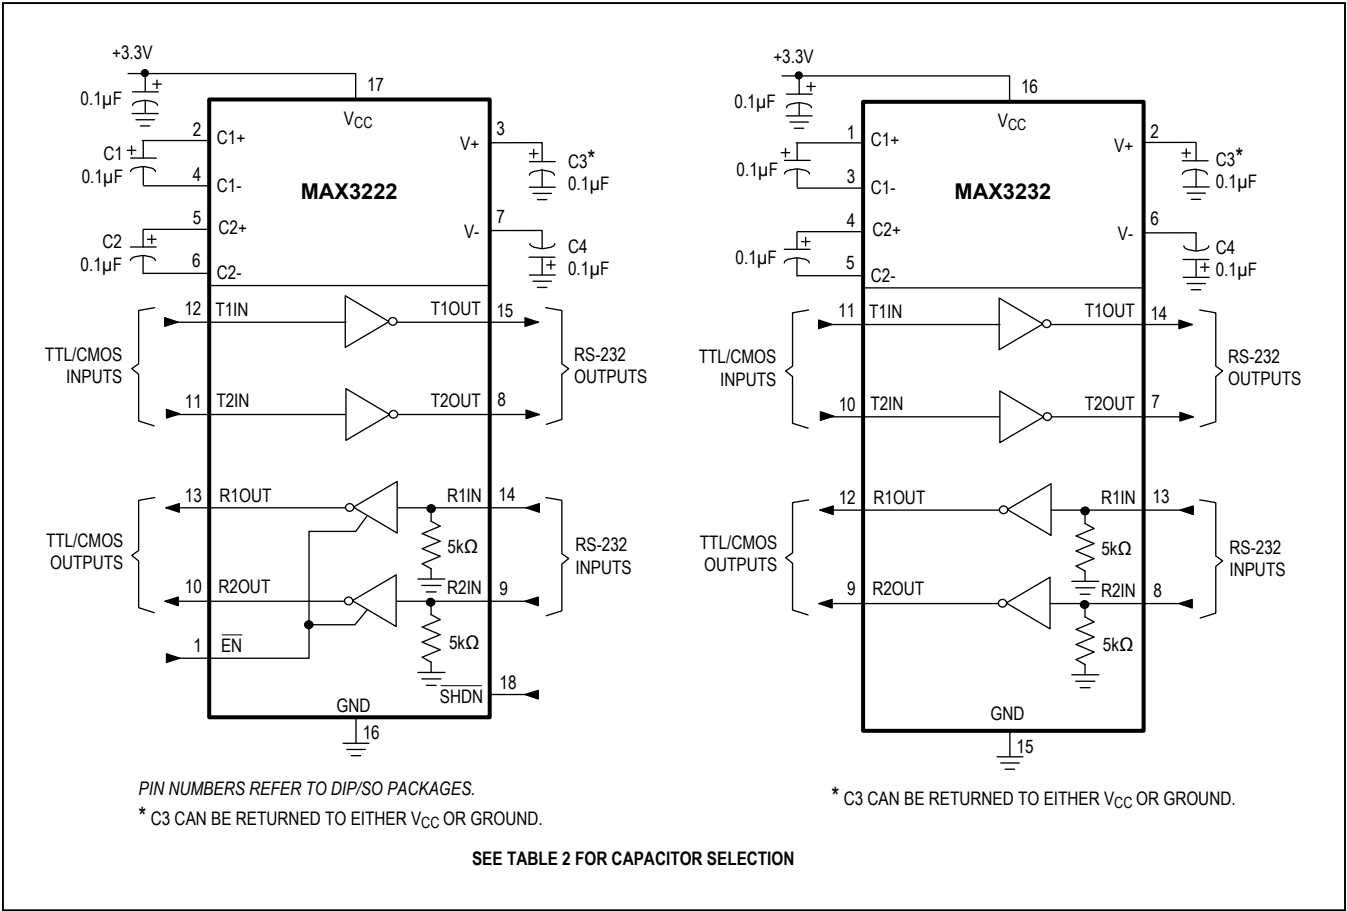 +3.3V
0.1µF
+
17
VCC
2
C1+
C1
+
0.1µF
4
C1-
5
C2+
C2
+
0.1µF
6
C2-
MAX3222
3
V+
+
C3*
0.1µF
7
V-
C4
+
0.1µF
12
T1IN
T1OUT
15
TTL/CMOS
INPUTS
RS-232
OUTPUTS
11
T2IN
T2OUT
8
13
R1OUT
R1IN
14
TTL/CMOS
OUTPUTS
5kΩ
RS-232
INPUTS
10
R2OUT
R2IN
9
1
EN
5kΩ
SHDN
18
GND
16
PIN NUMBERS REFER TO DIP/SO PACKAGES.
* C3 CAN BE RETURNED TO EITHER VCC OR GROUND.
+3.3V
0.1µF
+
16
VCC
1
C1+
+
0.1µF
3
C1-
4
C2+
+
0.1µF
5
C2-
MAX3232
2
V+
+
C3*
0.1µF
6
V-
C4
+
0.1µF
11
T1IN
T1OUT
14
TTL/CMOS
INPUTS
RS-232
OUTPUTS
10
T2IN
T2OUT
7
12
R1OUT
R1IN
13
TTL/CMOS
OUTPUTS
5kΩ
RS-232
INPUTS
9
R2OUT
R2IN
8
5kΩ
GND
15
* C3 CAN BE RETURNED TO EITHER VCC OR GROUND.
SEE TABLE 2 FOR CAPACITOR SELECTION